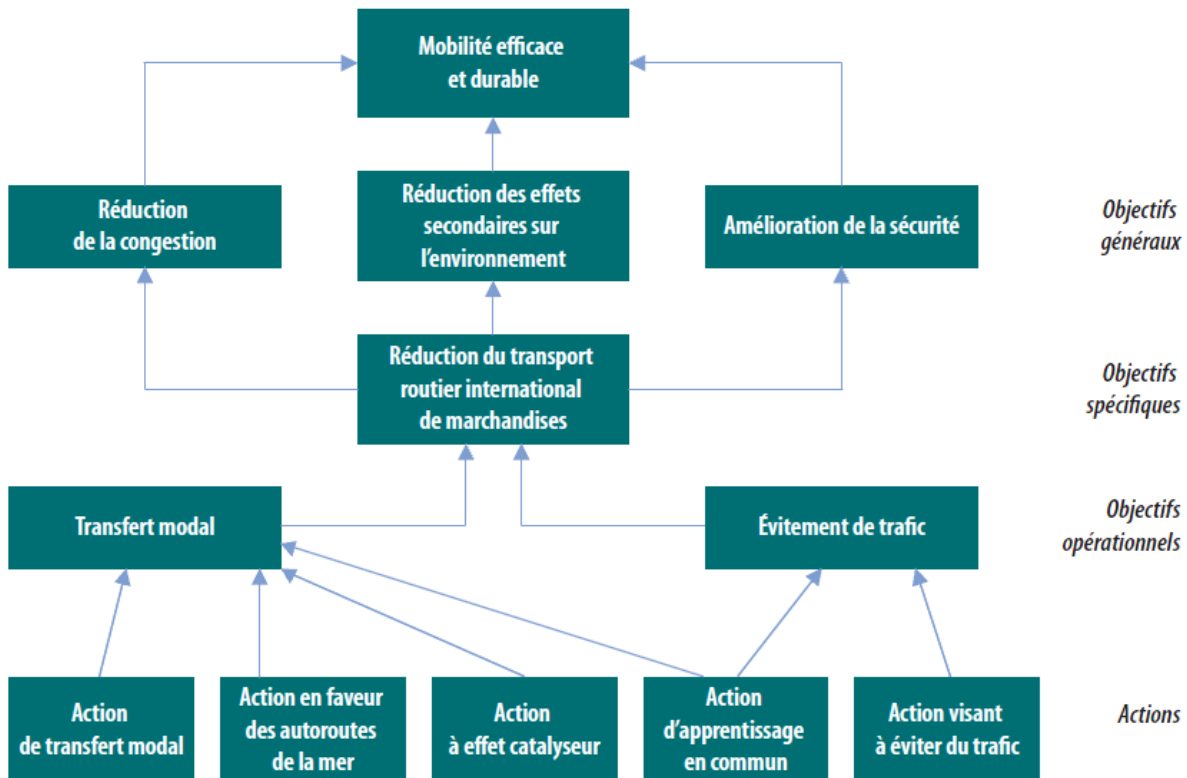 Mobilité efficace
et durable
Réduction
de la congestion
Réduction des effets
secondaires sur
l’environnement
Amélioration de la sécurité
Objectifs
généraux
Réduction du transport
routier international
de marchandises
Objectifs
spécifiques
Transfert modal
Évitement de trafic
Objectifs
opérationnels
Action
de transfert modal
Action en faveur
des autoroutes
de la mer
Action
à effet catalyseur
Action
d’apprentissage
en commun
Action visant
à éviter du trafic
Actions